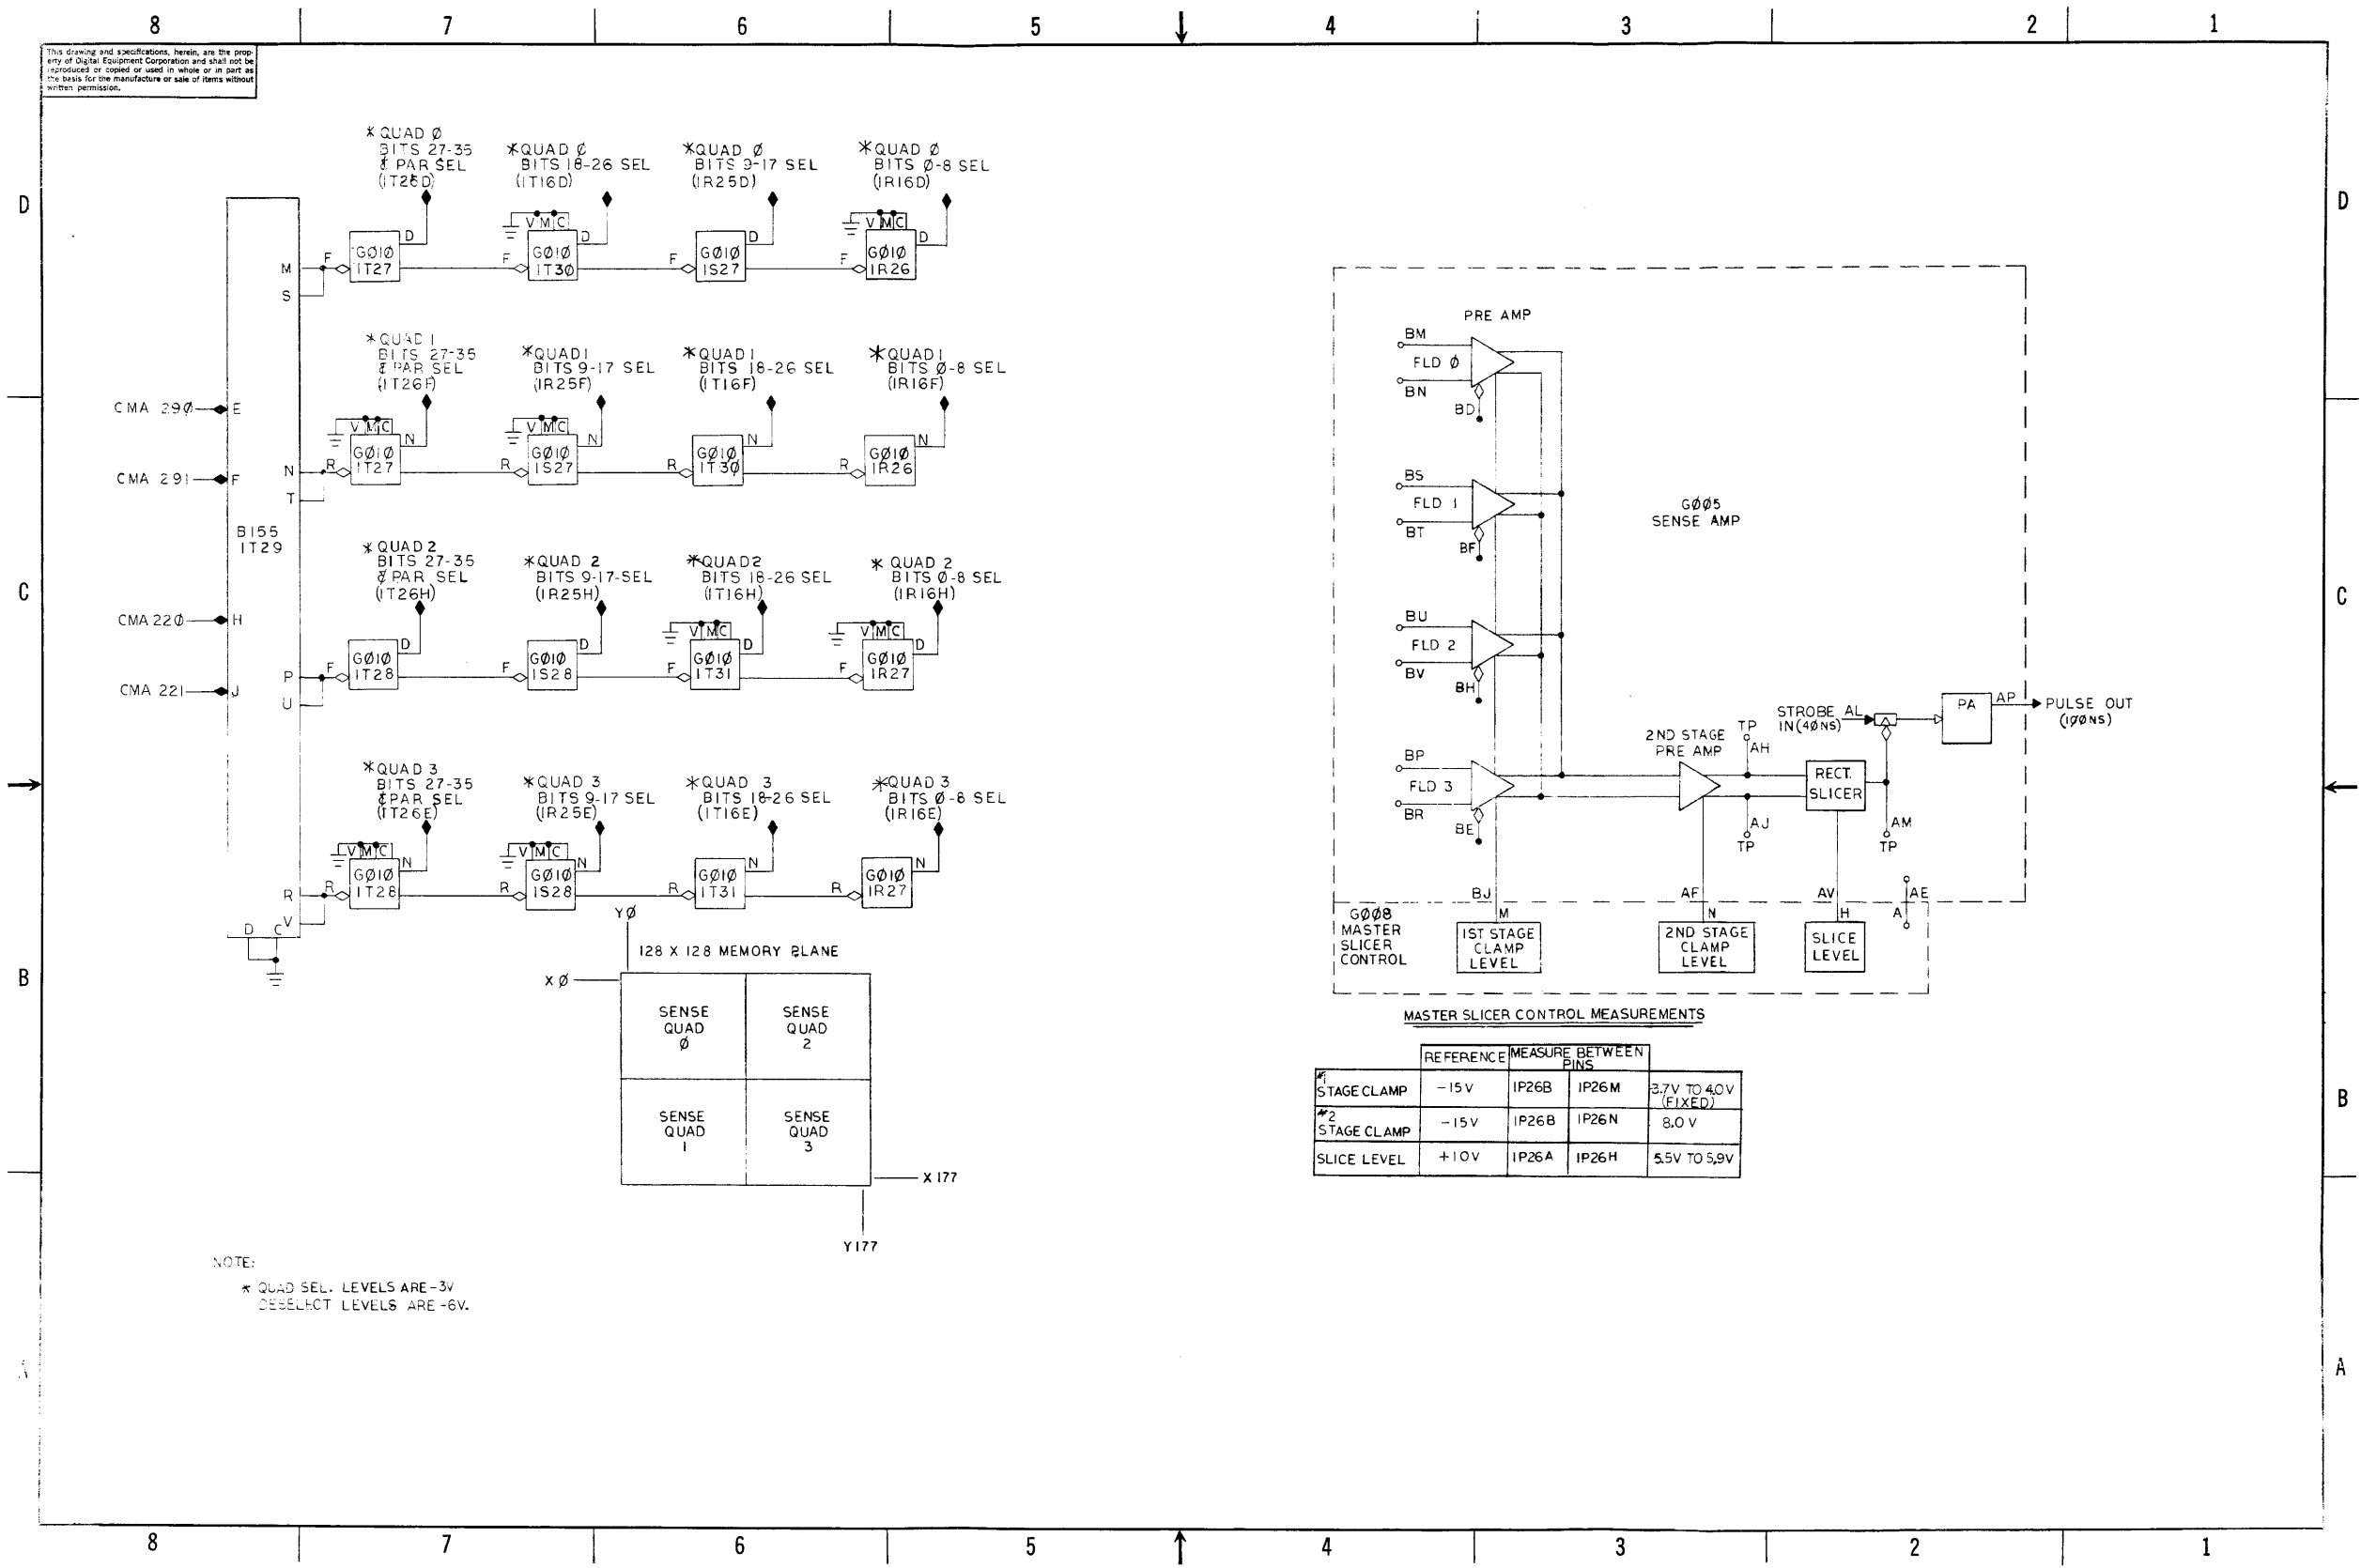 8 7 6 5 4 3 2 1
This drawing and specifications, herein, are the prop-
erty of Digital Equipment Corporation and shall not be
reproduced or copied or used in whole or in part as
the basis for the manufacture or sale of items without
written permission.
D
C
B
A
* QUAD Ø
BITS 27-35
& PAR SEL
(1T26D)
*QUAD Ø
BITS 18-26 SEL
(1T16D)
*QUAD Ø
BITS 9-17 SEL
(1R25D)
*QUAD Ø
BITS Ø-8 SEL
(1R16D)
M
S
F
GØ1Ø
1T27
D
F
V M C
GØ1Ø
1T3Ø
D
F
GØ1Ø
1S27
D
F
V M C
GØ1Ø
1R26
D
*QUAD 1
BITS 27-35
& PAR SEL
(1T26F)
*QUAD1
BITS 9-17 SEL
(1R25F)
*QUAD1
BITS 18-26 SEL
(1T16F)
*QUAD1
BITS Ø-8 SEL
(1R16F)
CMA 29Ø
E
CMA 291
F
N
T
R
V M C
GØ1Ø
1T27
N
R
V M C
GØ1Ø
1S27
N
R
GØ1Ø
1T3Ø
N
R
GØ1Ø
1R26
N
B155
1T29
* QUAD 2
BITS 27-35
& PAR SEL
(1T26H)
*QUAD 2
BITS 9-17-SEL
(1R25H)
*QUAD2
BITS 18-26 SEL
(1T16H)
* QUAD 2
BITS Ø-8 SEL
(1R16H)
CMA 22Ø
H
CMA 221
J
P
U
F
GØ1Ø
1T28
D
F
GØ1Ø
1S28
D
F
V M C
GØ1Ø
1T31
D
F
V M C
GØ1Ø
1R27
D
*QUAD 3
BITS 27-35
& PAR SEL
(1T26E)
*QUAD 3
BITS 9-17 SEL
(1R25E)
*QUAD 3
BITS 18-26 SEL
(1T16E)
*QUAD 3
BITS Ø-8 SEL
(1R16E)
R
V
D C
R
V M C
GØ1Ø
1T28
N
R
V M C
GØ1Ø
1S28
N
R
GØ1Ø
1T31
N
R
GØ1Ø
1R27
N
YØ
128 X 128 MEMORY PLANE
XØ
SENSE
QUAD
Ø
SENSE
QUAD
2
SENSE
QUAD
1
SENSE
QUAD
3
X 177
Y177
NOTE:
* QUAD SEL. LEVELS ARE -3V
DESELECT LEVELS ARE -6V.
PRE AMP
BM
FLD Ø
BN
BD
BS
FLD 1
BT
BF
GØØ5
SENSE AMP
BU
FLD 2
BV
BH
BP
FLD 3
BR
BE
2ND STAGE
PRE AMP
TP
AH
AJ
TP
STROBE AL
IN (4ØNS)
PA
AP
PULSE OUT
(1ØØNS)
RECT.
SLICER
AM
TP
BJ
AF
AV
AE
GØØ8
MASTER
SLICER
CONTROL
M
N
H
A
1ST STAGE
CLAMP
LEVEL
2ND STAGE
CLAMP
LEVEL
SLICE
LEVEL
MASTER SLICER CONTROL MEASUREMENTS
REFERENCE MEASURE BETWEEN
PINS
#1
STAGE CLAMP -15V 1P26B 1P26M 3.7V TO 4.0V
(FIXED)
#2
STAGE CLAMP -15V 1P26B 1P26N 8.0 V
SLICE LEVEL +10V 1P26A 1P26H 5.5V TO 5.9V
D
C
B
A
8 7 6 5 4 3 2 1